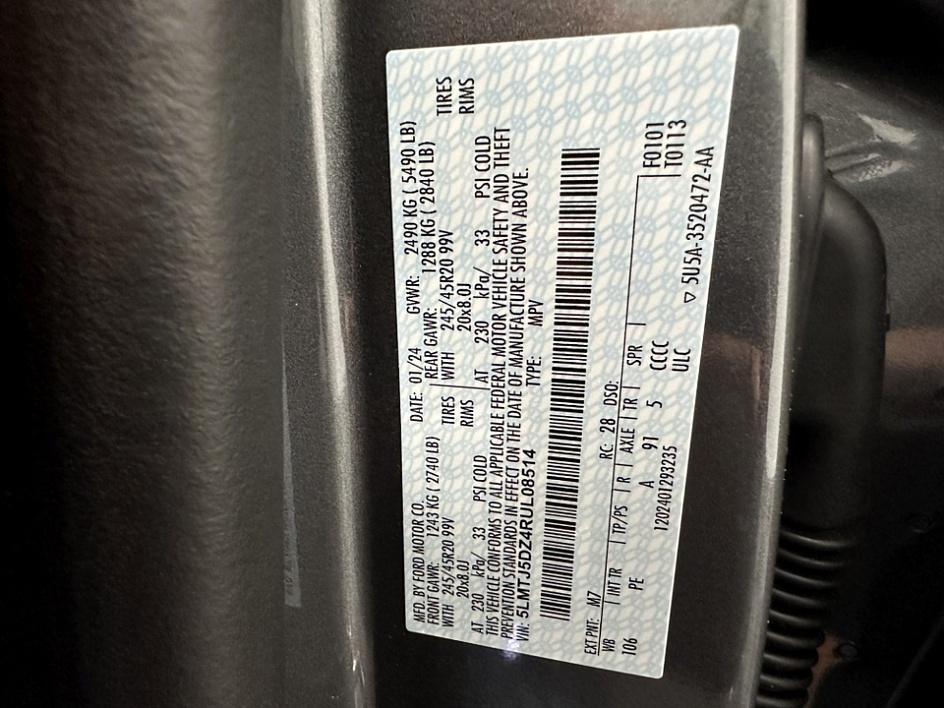 MFD. BY FORD MOTOR CO. DATE: 01/24 GVWR: 2490 KG ( 5490 LB)
FRONT GAWR: 1243 KG ( 2740 LB) REAR GAWR: 1288 KG ( 2840 LB)
WITH 245/45R20 99V TIRES WITH 245/45R20 99V TIRES
20x8.0J RIMS 20x8.0J RIMS
AT 230 kPa/ 33 PSI COLD AT 230 kPa/ 33 PSI COLD
THIS VEHICLE CONFORMS TO ALL APPLICABLE FEDERAL MOTOR VEHICLE SAFETY AND THEFT
PREVENTION STANDARDS IN EFFECT ON THE DATE OF MANUFACTURE SHOWN ABOVE.
VIN: 5LMTJ5DZ4RUL08514 TYPE: MPV
EXT PNT: M7 RC: 28 DSO: F0101
WB INT TR TP/PS R AXLE TR SPR T0113
106 PE A 91 5 CCCC
1202401293235 ULC
▽ 5U5A-3520472-AA